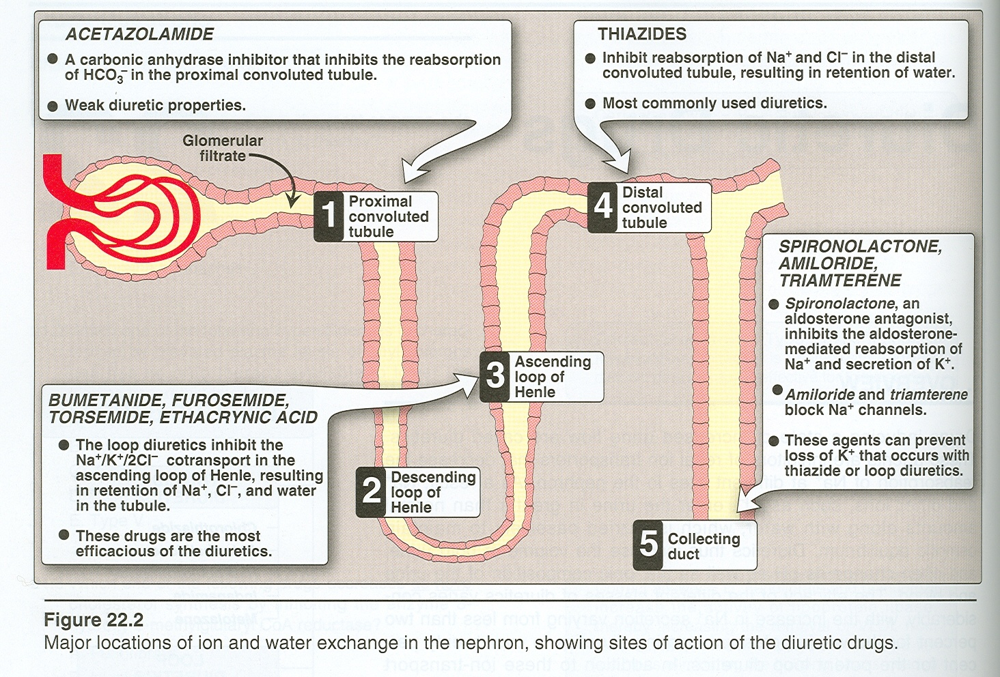 ACETAZOLAMIDE
● A carbonic anhydrase inhibitor that inhibits the reabsorption
of HCO₃⁻ in the proximal convoluted tubule.
● Weak diuretic properties.
THIAZIDES
● Inhibit reabsorption of Na⁺ and Cl⁻ in the distal
convoluted tubule, resulting in retention of water.
● Most commonly used diuretics.
Glomerular
filtrate
1 Proximal
convoluted
tubule
4 Distal
convoluted
tubule
SPIRONOLACTONE,
AMILORIDE,
TRIAMTERENE
● Spironolactone, an
aldosterone antagonist,
inhibits the aldosterone-
mediated reabsorption of
Na⁺ and secretion of K⁺.
● Amiloride and triamterene
block Na⁺ channels.
● These agents can prevent
loss of K⁺ that occurs with
thiazide or loop diuretics.
3 Ascending
loop of
Henle
BUMETANIDE, FUROSEMIDE,
TORSEMIDE, ETHACRYNIC ACID
● The loop diuretics inhibit the
Na⁺/K⁺/2Cl⁻ cotransport in the
ascending loop of Henle, resulting
in retention of Na⁺, Cl⁻, and water
in the tubule.
● These drugs are the most
efficacious of the diuretics.
2 Descending
loop of
Henle
5 Collecting
duct
Figure 22.2
Major locations of ion and water exchange in the nephron, showing sites of action of the diuretic drugs.